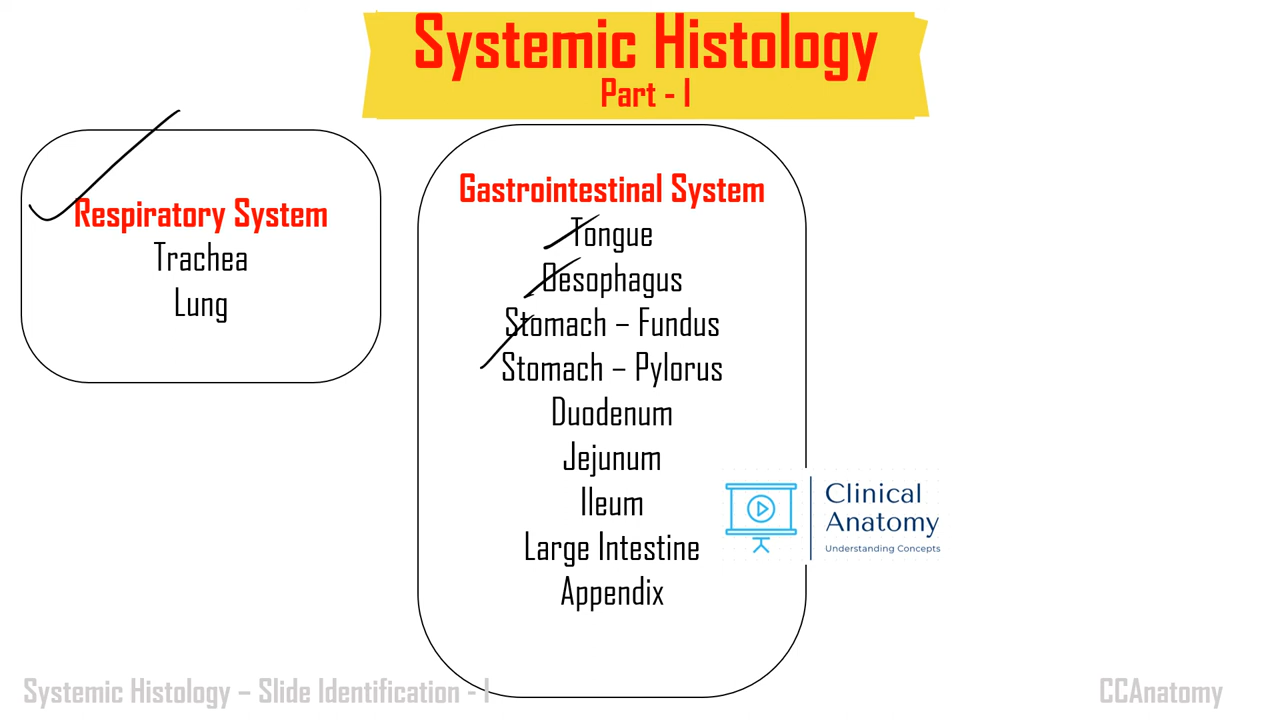 Systemic Histology
Part - I
Respiratory System
Trachea
Lung
Gastrointestinal System
Tongue
Oesophagus
Stomach – Fundus
Stomach – Pylorus
Duodenum
Jejunum
Ileum
Large Intestine
Appendix
Clinical
Anatomy
Understanding Concepts
Systemic Histology – Slide Identification - I
CCAnatomy